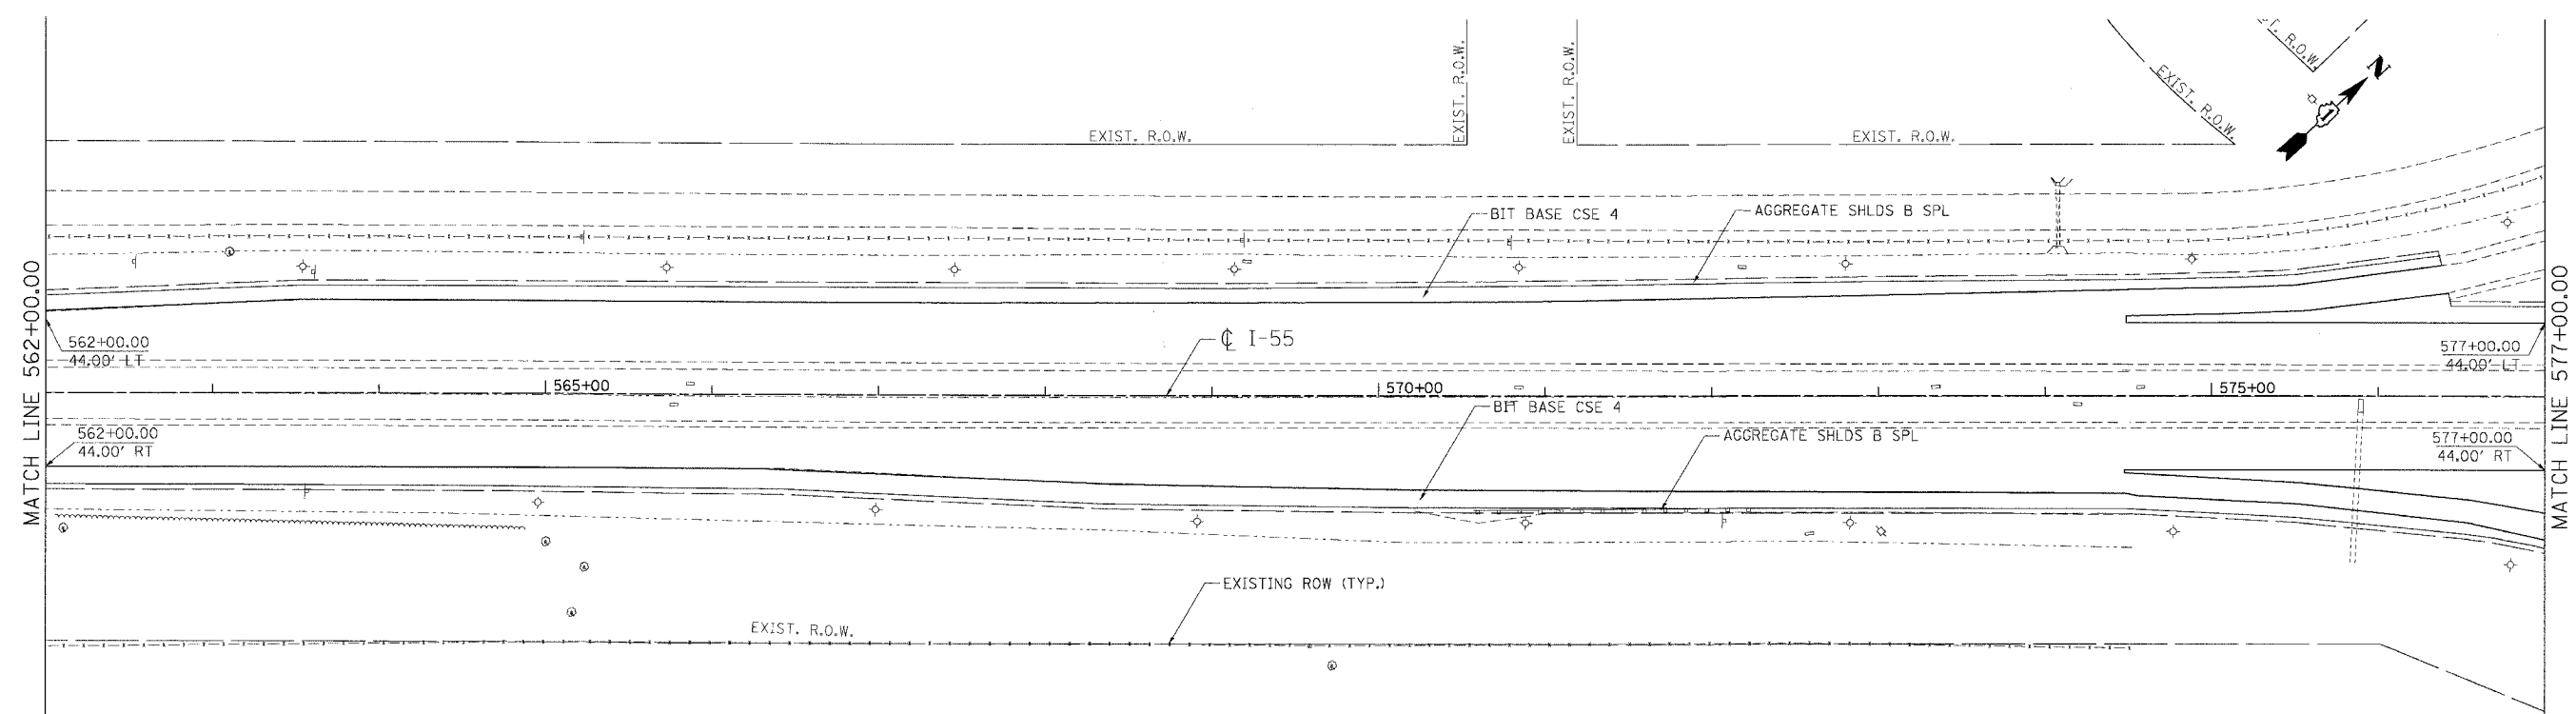 EXIST. R.O.W.
EXIST. R.O.W.
ST. R.O.W.
EXIST. R.O.W.
N
1
EXIST. R.O.W.
EXIST. R.O.W.
BIT BASE CSE 4
AGGREGATE SHLDS B SPL
MATCH LINE 562+00.00
562+00.00
44.00' LT
℄ I-55
577+00.00
44.00' LT
MATCH LINE 577+00.00
565+00
570+00
575+00
BIT BASE CSE 4
562+00.00
44.00' RT
AGGREGATE SHLDS B SPL
577+00.00
44.00' RT
EXISTING ROW (TYP.)
EXIST. R.O.W.